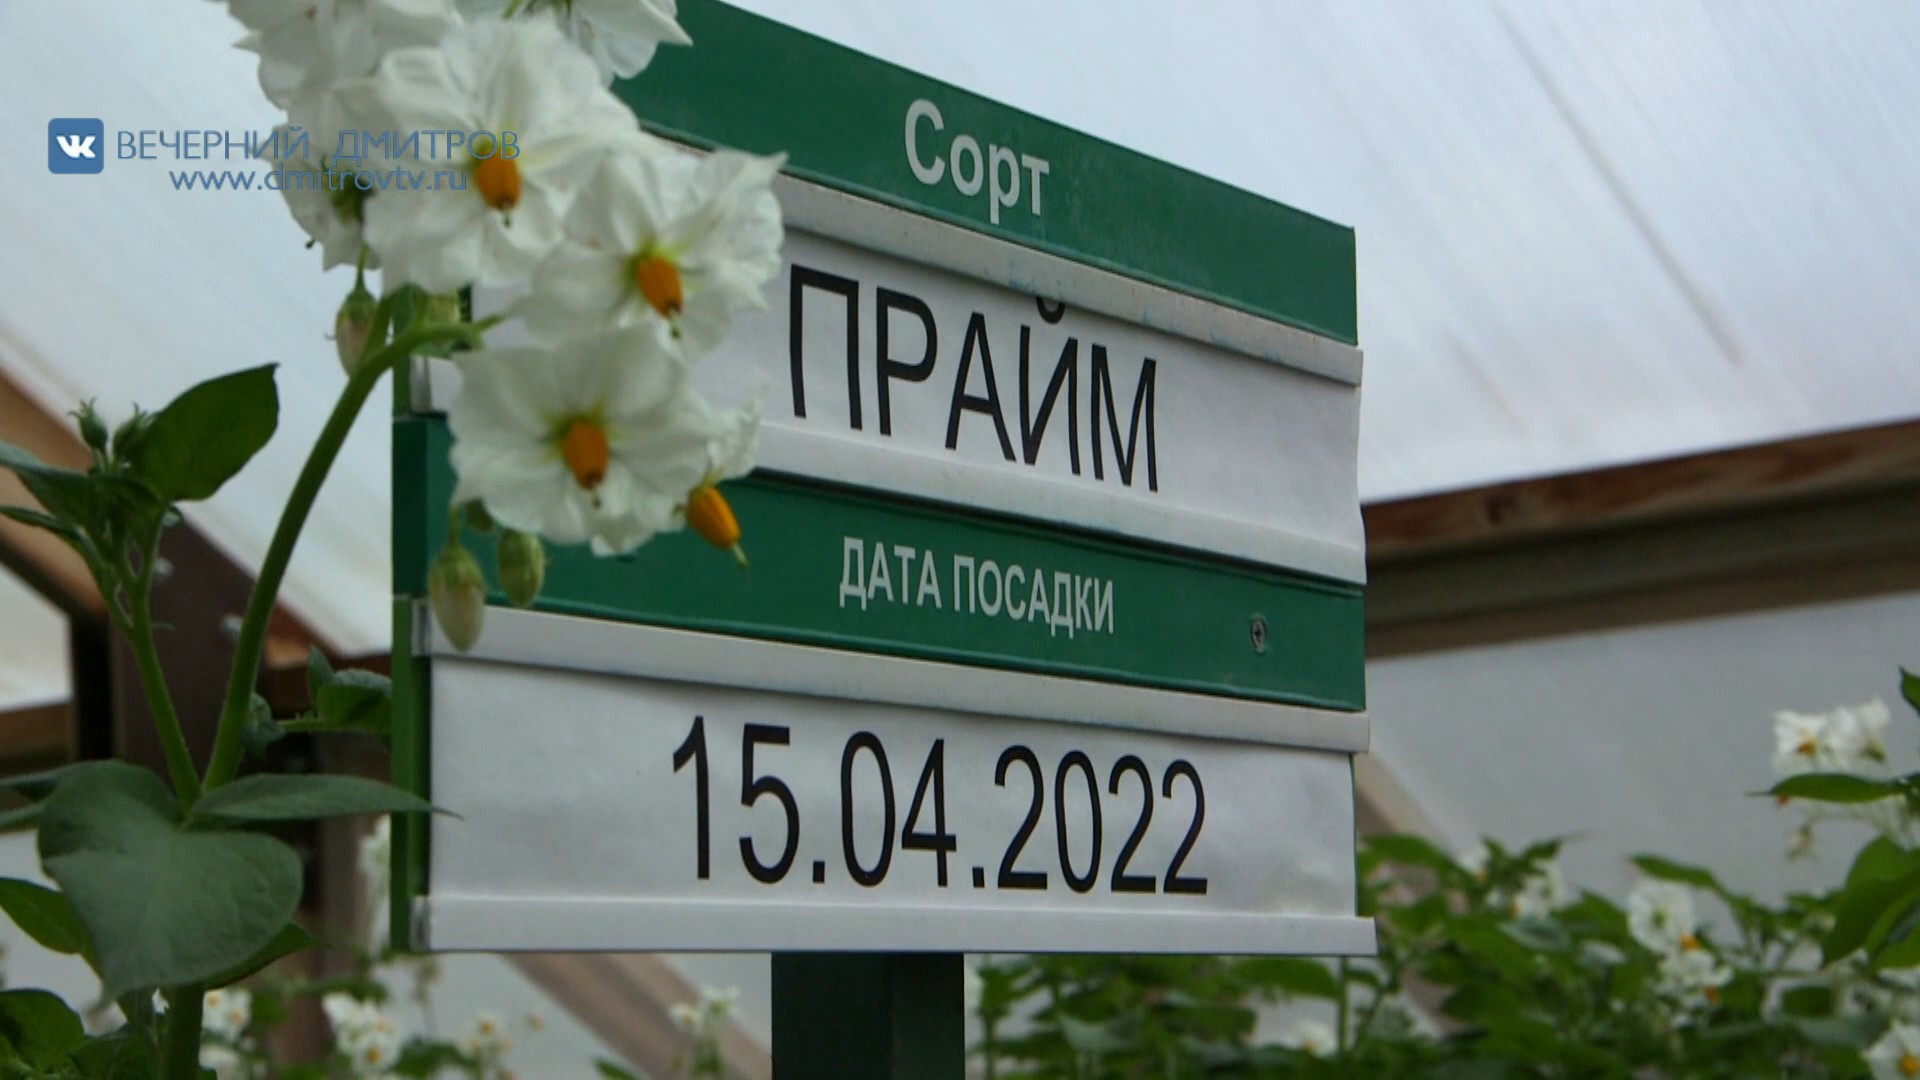 ВЕЧЕРНИЙ ДМИТРОВ
www.dmitrovtv.ru
Сорт
ПРАЙМ
ДАТА ПОСАДКИ
15.04.2022